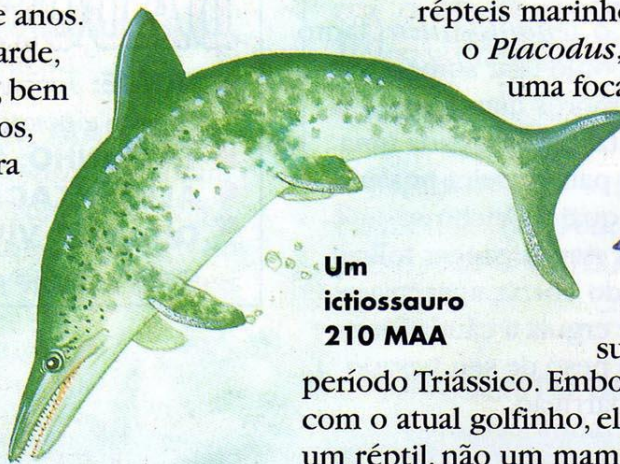 e anos.
arde,
bem
os,
ra
répteis marinho
o Placodus,
uma foca
Um
ictiossauro
210 MAA
su
período Triássico. Embo
com o atual golfinho, el
um réptil, não um mam